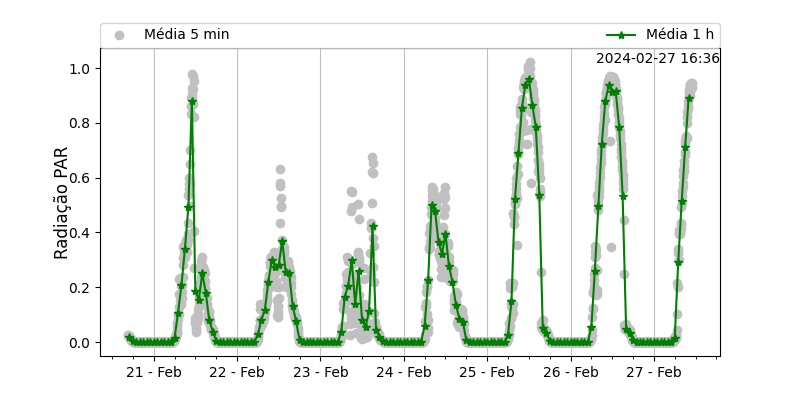 Média 5 min
Média 1 h
2024-02-27 16:36
Radiação PAR
1.0
0.8
0.6
0.4
0.2
0.0
21 - Feb
22 - Feb
23 - Feb
24 - Feb
25 - Feb
26 - Feb
27 - Feb